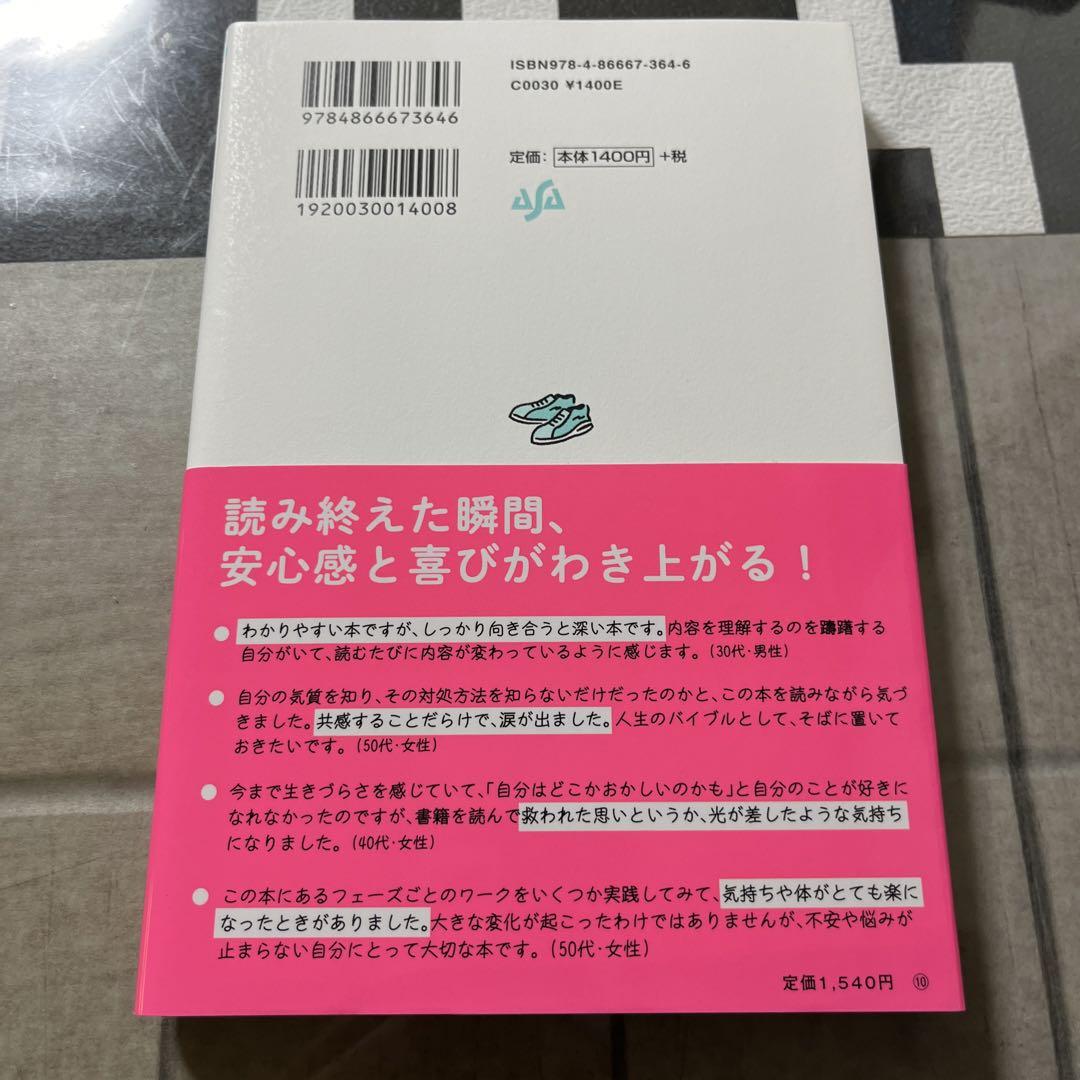 ISBN978-4-86667-364-6
C0030 ¥1400E
9784866673646
定価: 本体1400円 +税
1920030014008
ASA
読み終えた瞬間、
安心感と喜びがわき上がる!
● わかりやすい本ですが、しっかり向き合うと深い本です。内容を理解するのを躊躇する
自分がいて、読むたびに内容が変わっているように感じます。(30代・男性)
● 自分の気質を知り、その対処方法を知らないだけだったのかと、この本を読みながら気づ
きました。共感することだらけで、涙が出ました。人生のバイブルとして、そばに置いて
おきたいです。(50代・女性)
● 今まで生きづらさを感じていて、「自分はどこかおかしいのかも」と自分のことが好きに
なれなかったのですが、書籍を読んで救われた思いというか、光が差したような気持ち
になりました。(40代・女性)
● この本にあるフェーズごとのワークをいくつか実践してみて、気持ちや体がとても楽に
なったときがありました。大きな変化が起こったわけではありませんが、不安や悩みが
止まらない自分にとって大切な本です。(50代・女性)
定価1,540円 ⑩